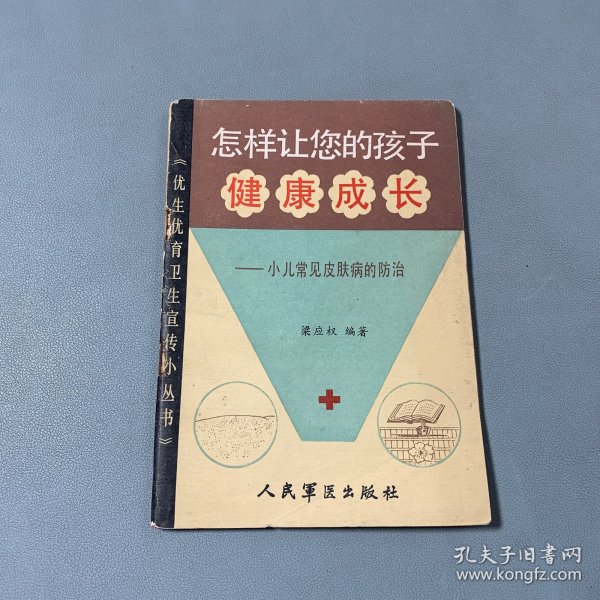 怎样让您的孩子
健康成长
——小儿常见皮肤病的防治
梁应权 编著
人民軍医出版社
《优生优育卫生宣传小丛书》
孔夫子旧书网
www.kongfz.com